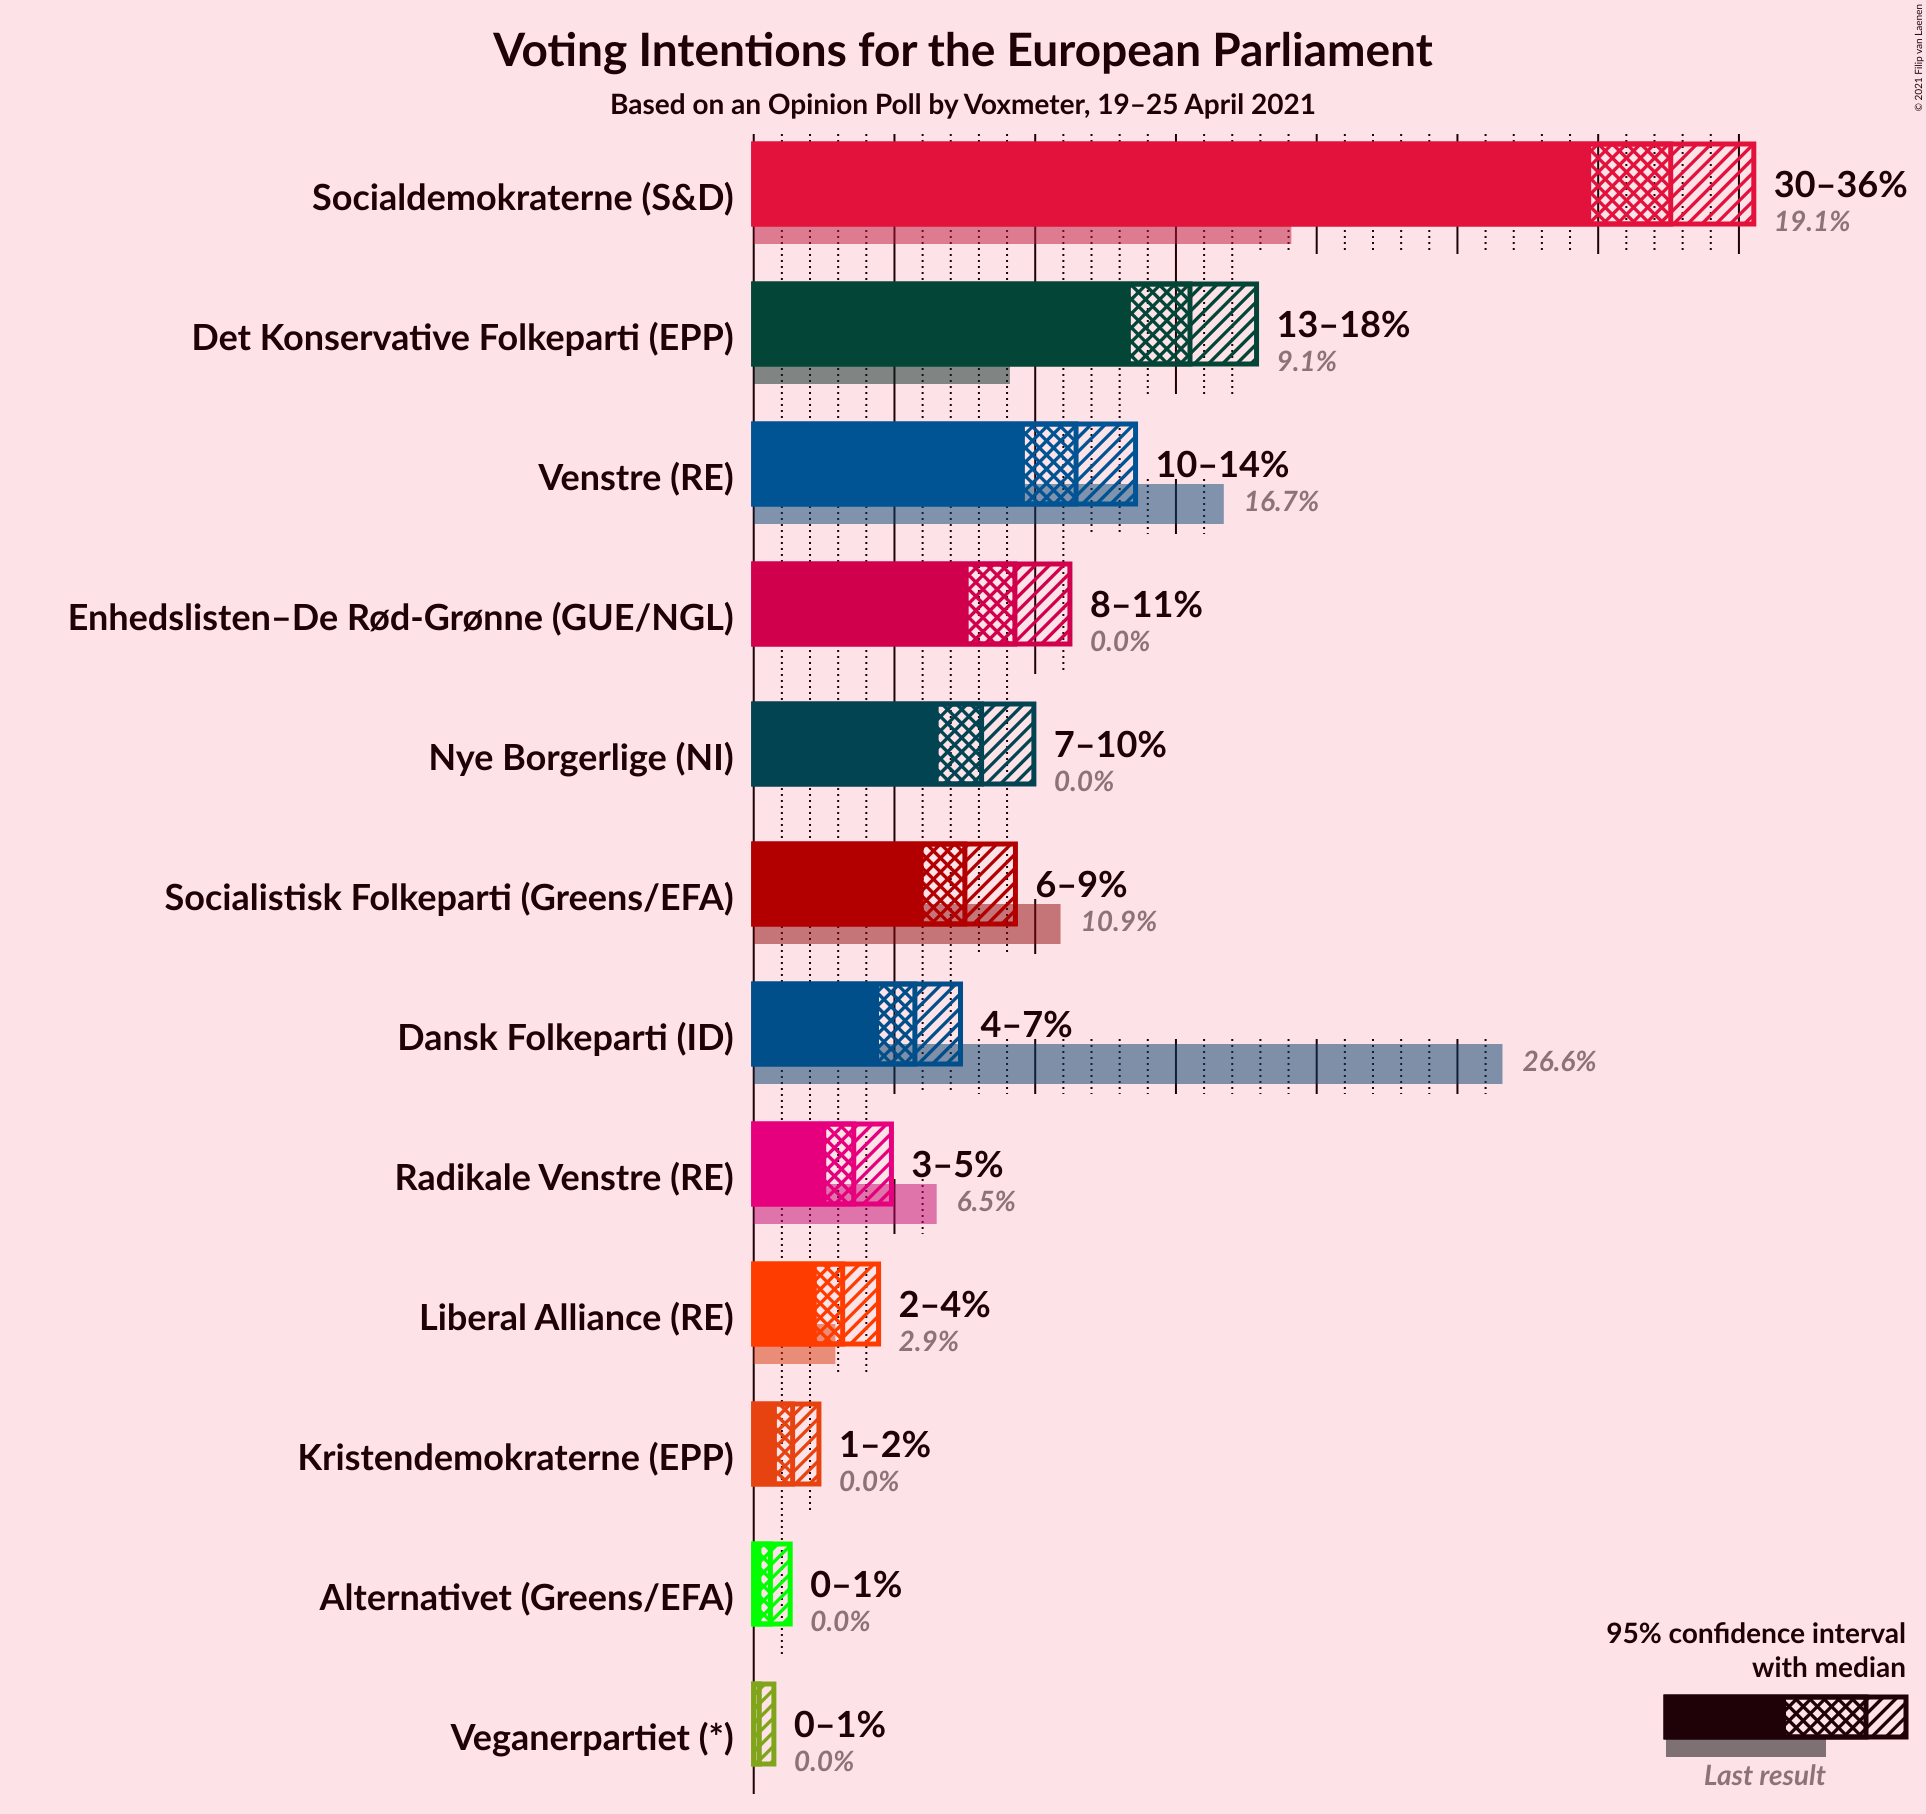 Voting Intentions for the European Parliament
Based on an Opinion Poll by Voxmeter, 19–25 April 2021
© 2021 Filip van Laenen
Socialdemokraterne (S&D)
30–36%
19.1%
Det Konservative Folkeparti (EPP)
13–18%
9.1%
Venstre (RE)
10–14%
16.7%
Enhedslisten–De Rød-Grønne (GUE/NGL)
8–11%
0.0%
Nye Borgerlige (NI)
7–10%
0.0%
Socialistisk Folkeparti (Greens/EFA)
6–9%
10.9%
Dansk Folkeparti (ID)
4–7%
26.6%
Radikale Venstre (RE)
3–5%
6.5%
Liberal Alliance (RE)
2–4%
2.9%
Kristendemokraterne (EPP)
1–2%
0.0%
Alternativet (Greens/EFA)
0–1%
0.0%
Veganerpartiet (*)
0–1%
0.0%
95% confidence interval
with median
Last result